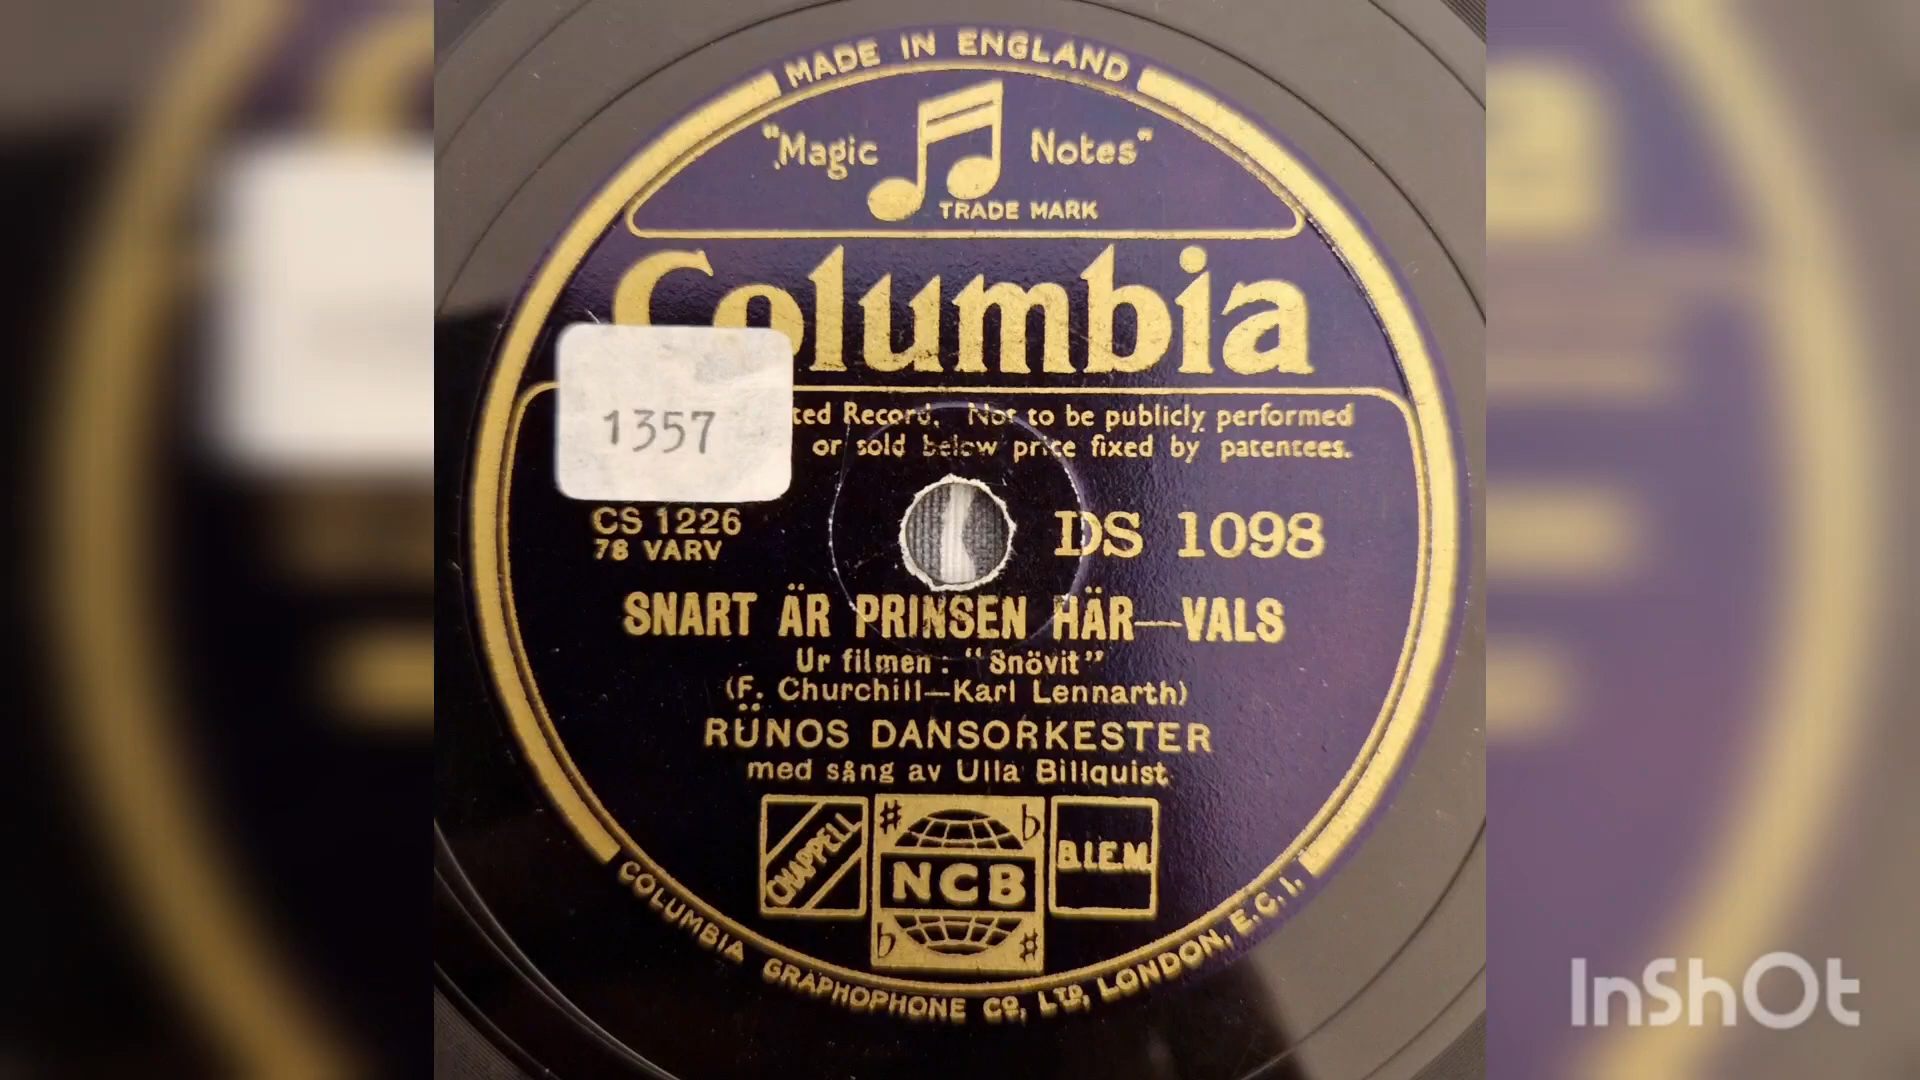 MADE IN ENGLAND
"Magic Notes"
TRADE MARK
Columbia
1357
Record. Not to be publicly performed
or sold below price fixed by patentees.
CS 1226
78 VARV
DS 1098
SNART ÄR PRINSEN HÄR—VALS
Ur filmen: "Snövit"
(F. Churchill—Karl Lennarth)
RÜNOS DANSORKESTER
med sång av Ulla Billquist
CHAPPELL
NCB
B.I.E.M.
COLUMBIA GRAPHOPHONE CO, LTD, LONDON, E.C.1.
InShOt